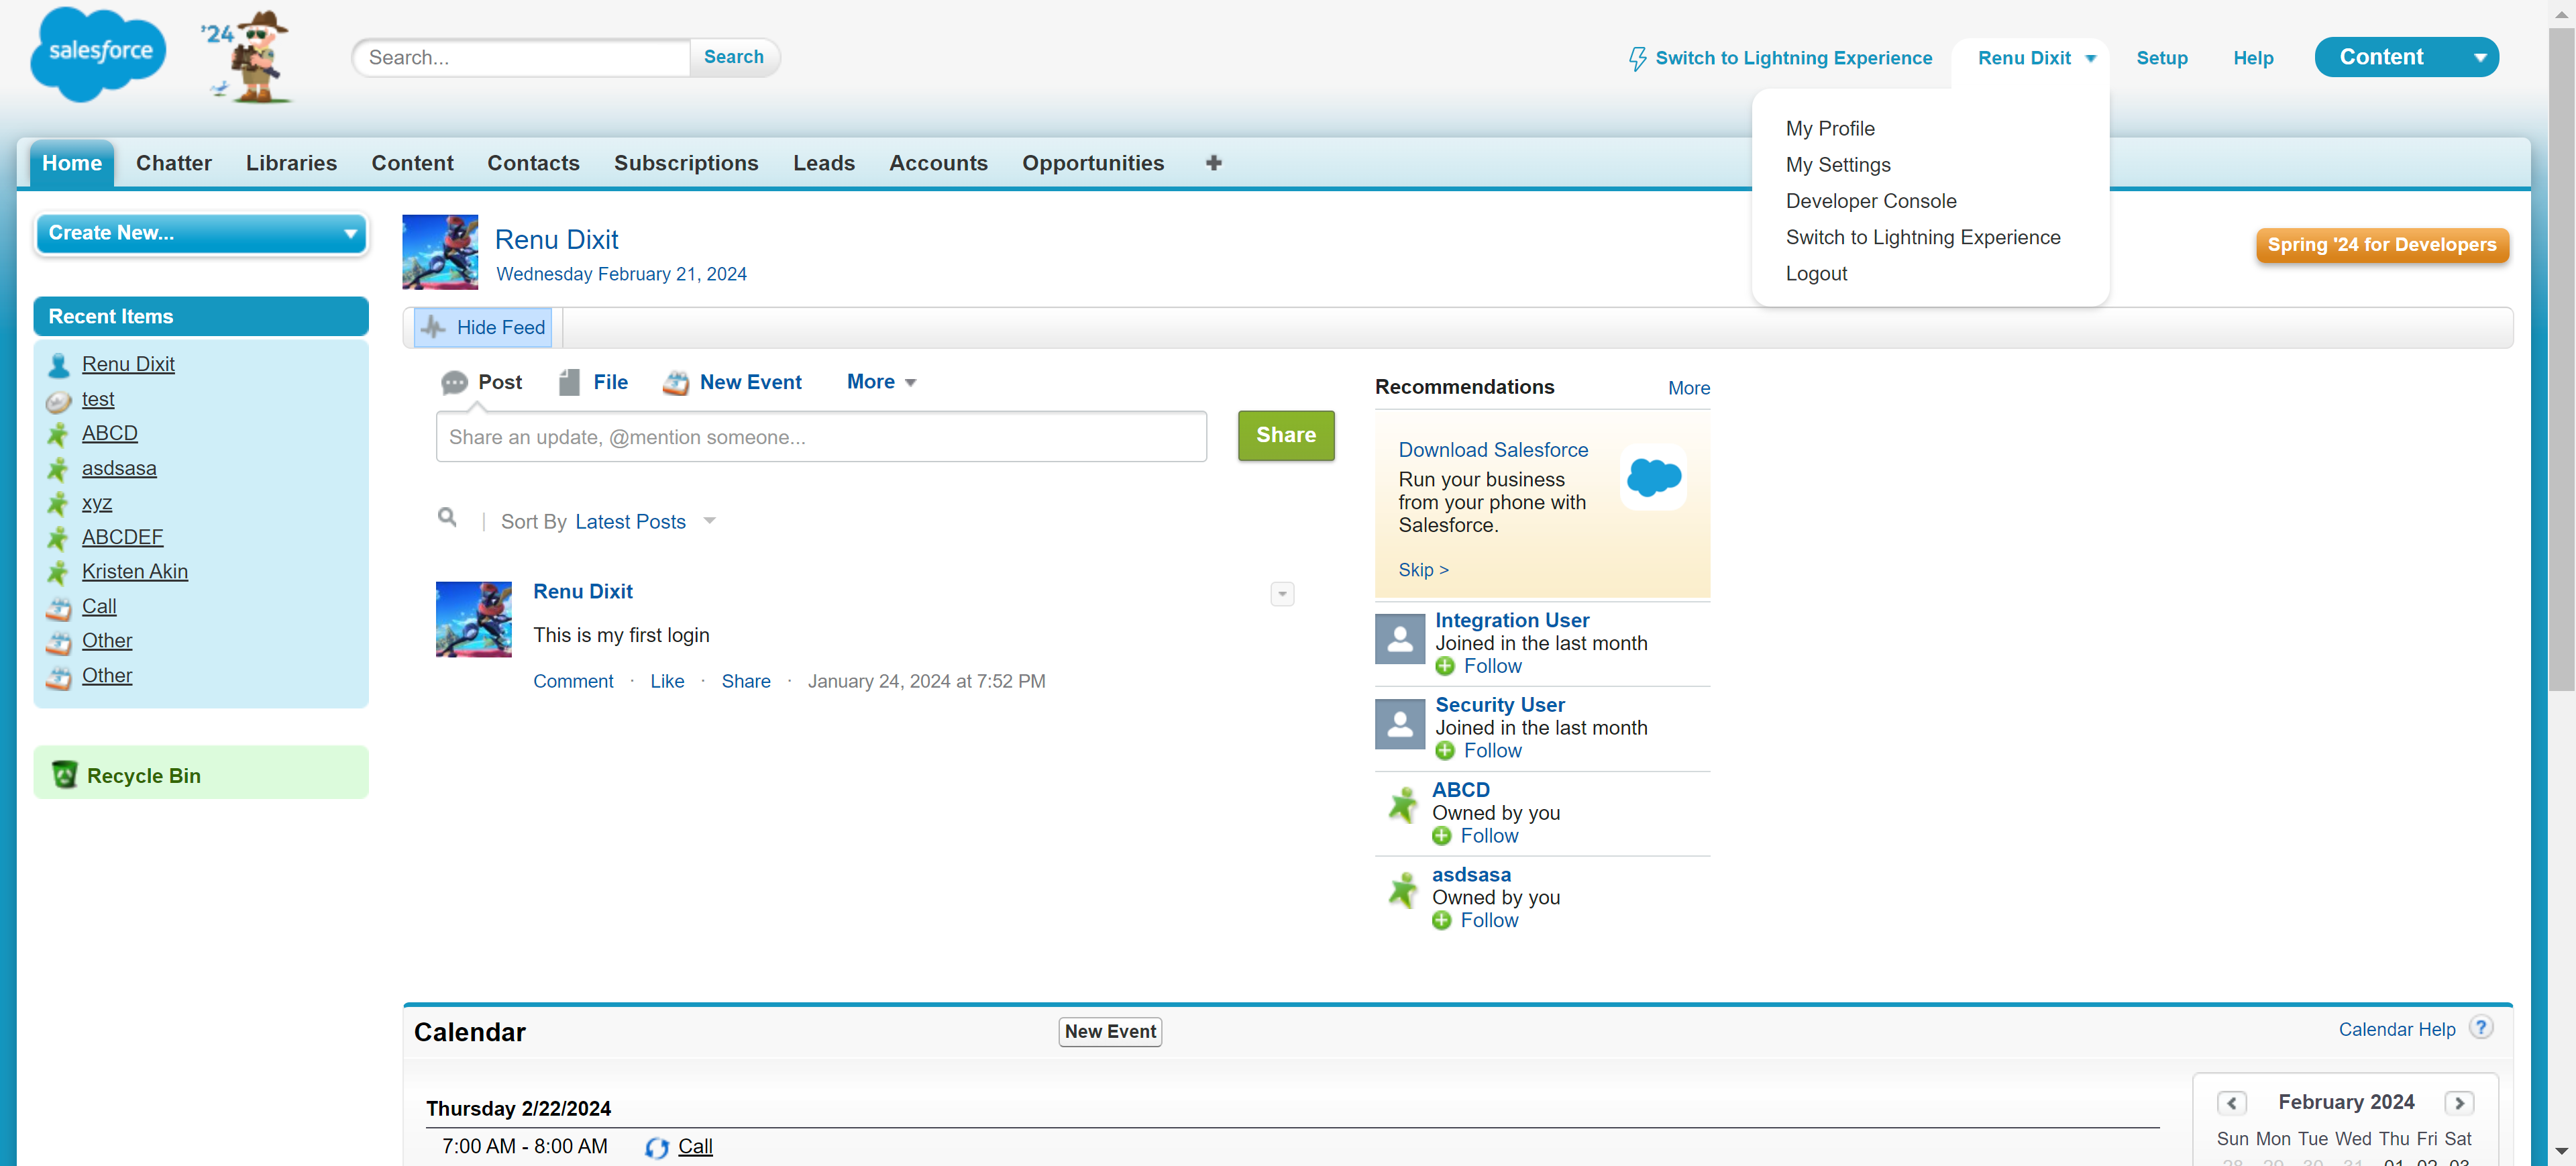 salesforce
'24
Search...
Search
Switch to Lightning Experience
Renu Dixit
Setup
Help
Content
My Profile
My Settings
Developer Console
Switch to Lightning Experience
Logout
Home
Chatter
Libraries
Content
Contacts
Subscriptions
Leads
Accounts
Opportunities
Create New...
Recent Items
Renu Dixit
test
ABCD
asdsasa
xyz
ABCDEF
Kristen Akin
Call
Other
Other
Recycle Bin
Renu Dixit
Wednesday February 21, 2024
Spring '24 for Developers
Hide Feed
Post
File
New Event
More
Share an update, @mention someone...
Share
Sort By Latest Posts
Renu Dixit
This is my first login
Comment · Like · Share · January 24, 2024 at 7:52 PM
Recommendations
More
Download Salesforce
Run your business
from your phone with
Salesforce.
Skip >
Integration User
Joined in the last month
Follow
Security User
Joined in the last month
Follow
ABCD
Owned by you
Follow
asdsasa
Owned by you
Follow
Calendar
New Event
Calendar Help ?
Thursday 2/22/2024
7:00 AM - 8:00 AM
Call
February 2024
Sun Mon Tue Wed Thu Fri Sat
28 29 30 31 01 02 03